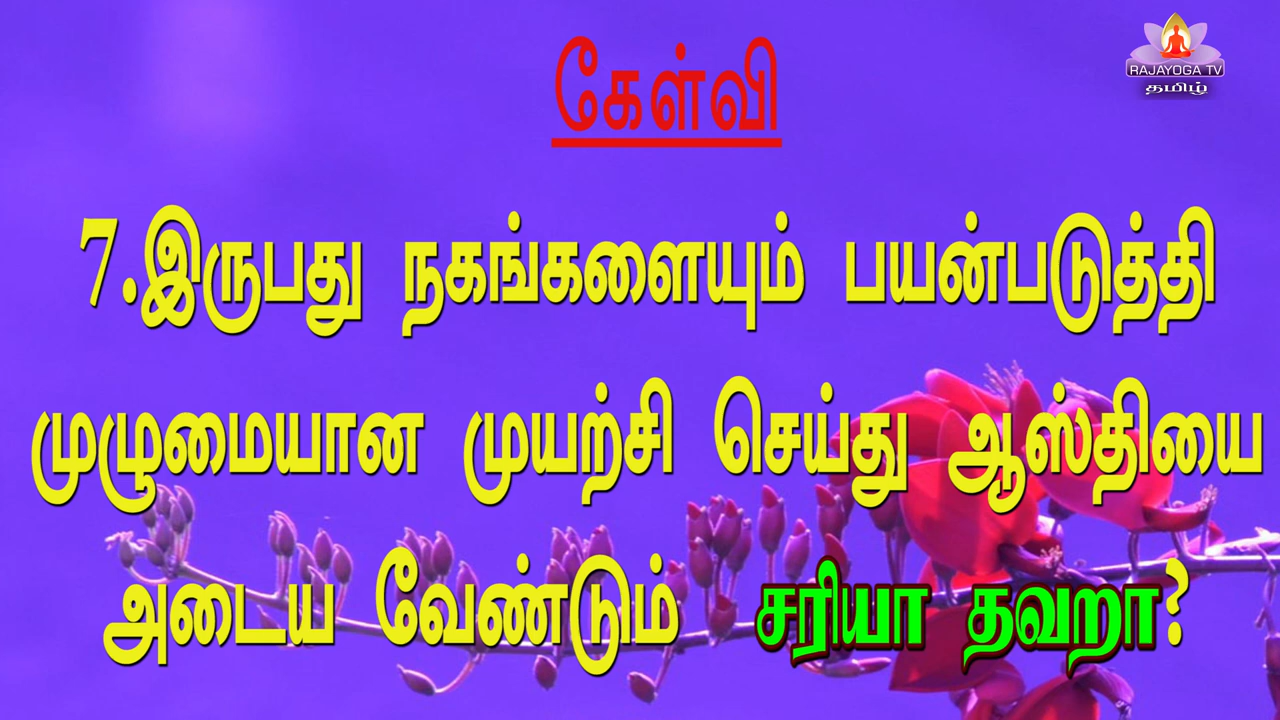 RAJAYOGA TV
தமிழ்
கேள்வி
7.இருபது நகங்களையும் பயன்படுத்தி
முழுமையான முயற்சி செய்து ஆஸ்தியை
அடைய வேண்டும் சரியா தவறா?